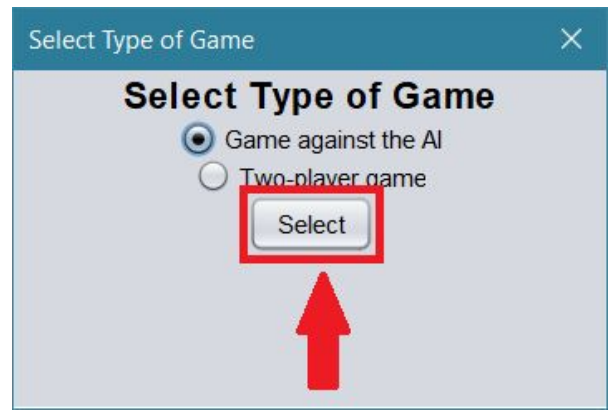 Select Type of Game
Select Type of Game
Game against the AI
Two-player game
Select